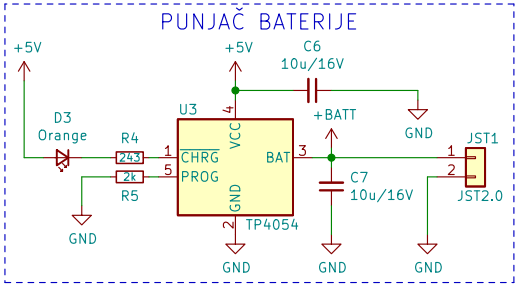 PUNJAČ BATERIJE
+5V
+5V
C6
10u/16V
GND
D3
Orange
R4
243
2k
R5
GND
U3
4
VCC
1
CHRG
5
PROG
BAT
3
GND
2
TP4054
GND
+BATT
C7
10u/16V
GND
JST1
1
2
JST2.0
GND